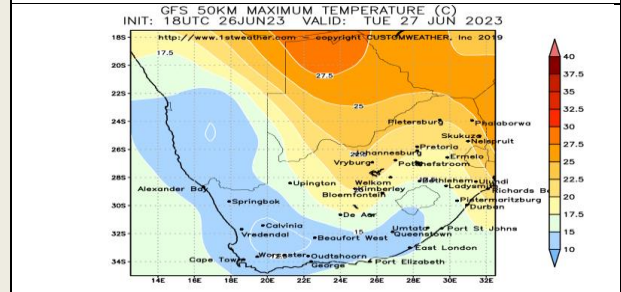 GFS 50KM MAXIMUM TEMPERATURE (C)
INIT: 18UTC 26JUN23 VALID: TUE 27 JUN 2023
http://www.1stweather.com copyright CUSTOMWEATHER, Inc 2019
18S
20S
22S
24S
26S
28S
30S
32S
34S
17.5
27.5
25
Pietersburg
Phalaborwa
Skukuza
Nelspruit
Pretoria
Johannesburg
Ermelo
Vryburg
Potchefstroom
Upington
Welkom
Bethlehem
Ulundi
Kimberley
Ladysmith
Richards B
Alexander Bay
Bloemfontein
20
Springbok
Pietermaritzburg
Durban
De Aar
Calvinia
15
Umtata
Port St Johns
Vredendal
Beaufort West
Queenstown
East London
Cape Town
Worcester
Oudtshoorn
George
Port Elizabeth
14E 16E 18E 20E 22E 24E 26E 28E 30E 32E
40
37.5
35
32.5
30
27.5
25
22.5
20
17.5
15
10